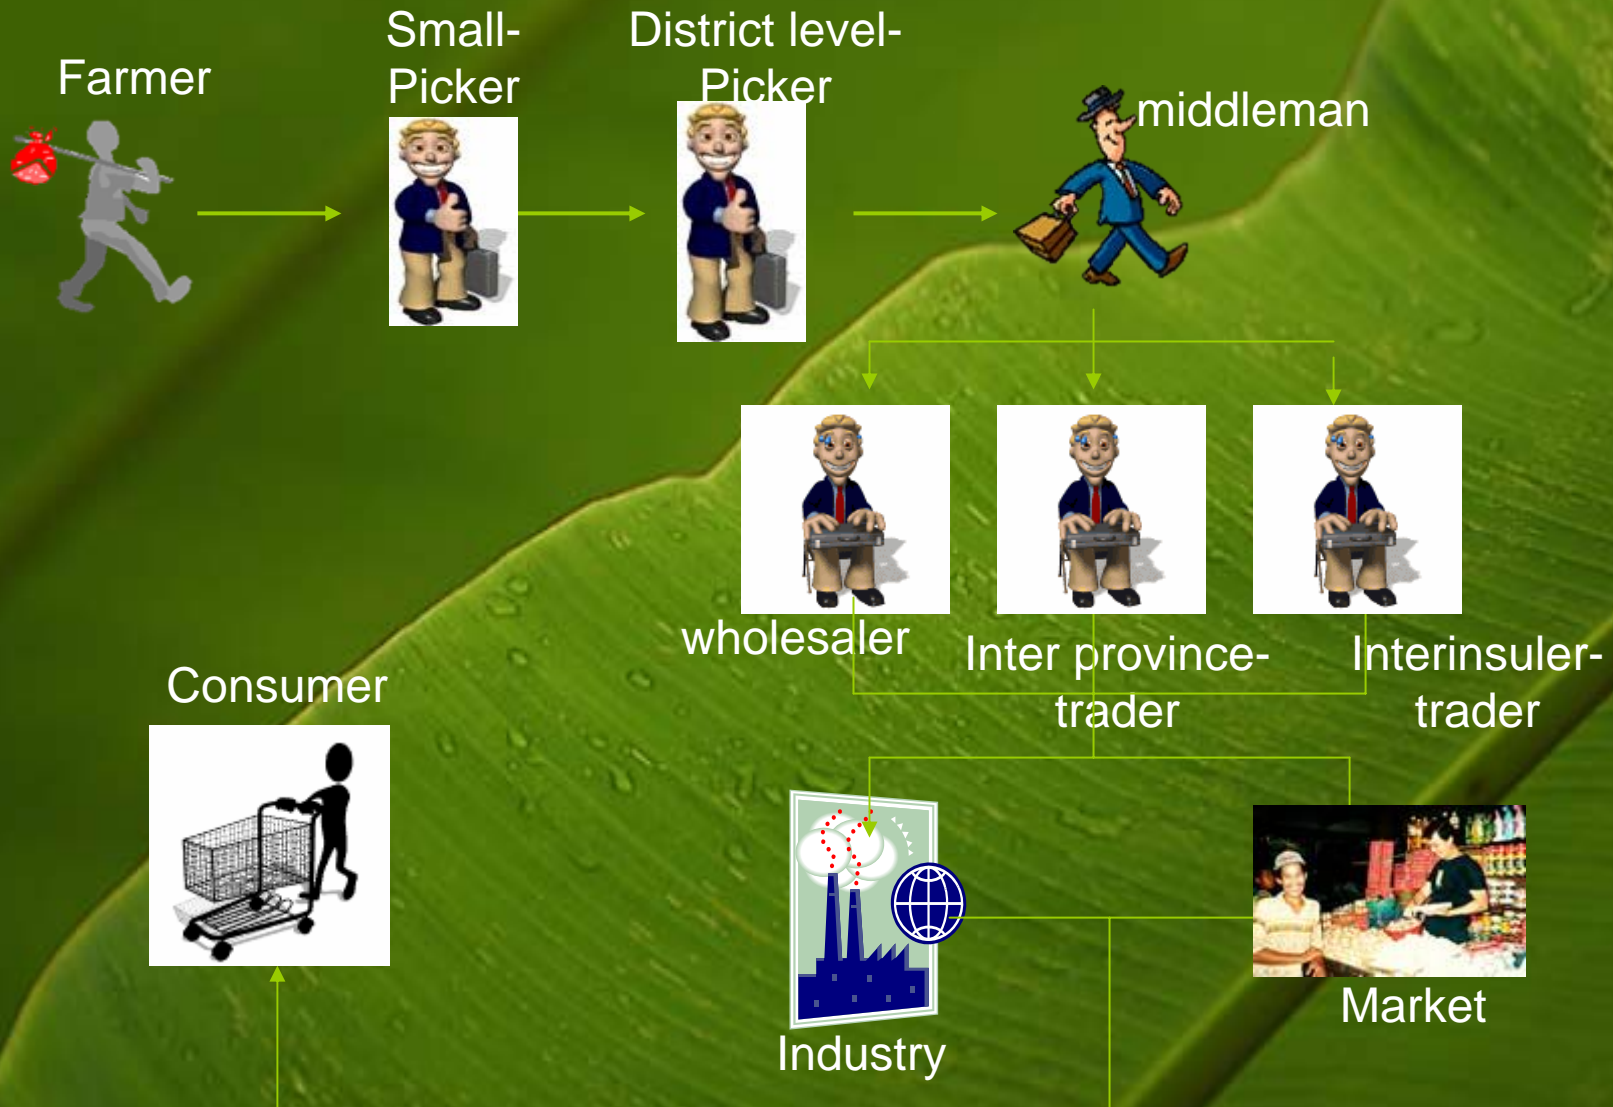 Farmer
Small-
Picker
District level-
Picker
middleman
wholesaler
Inter province-
trader
Interinsuler-
trader
Consumer
Industry
Market